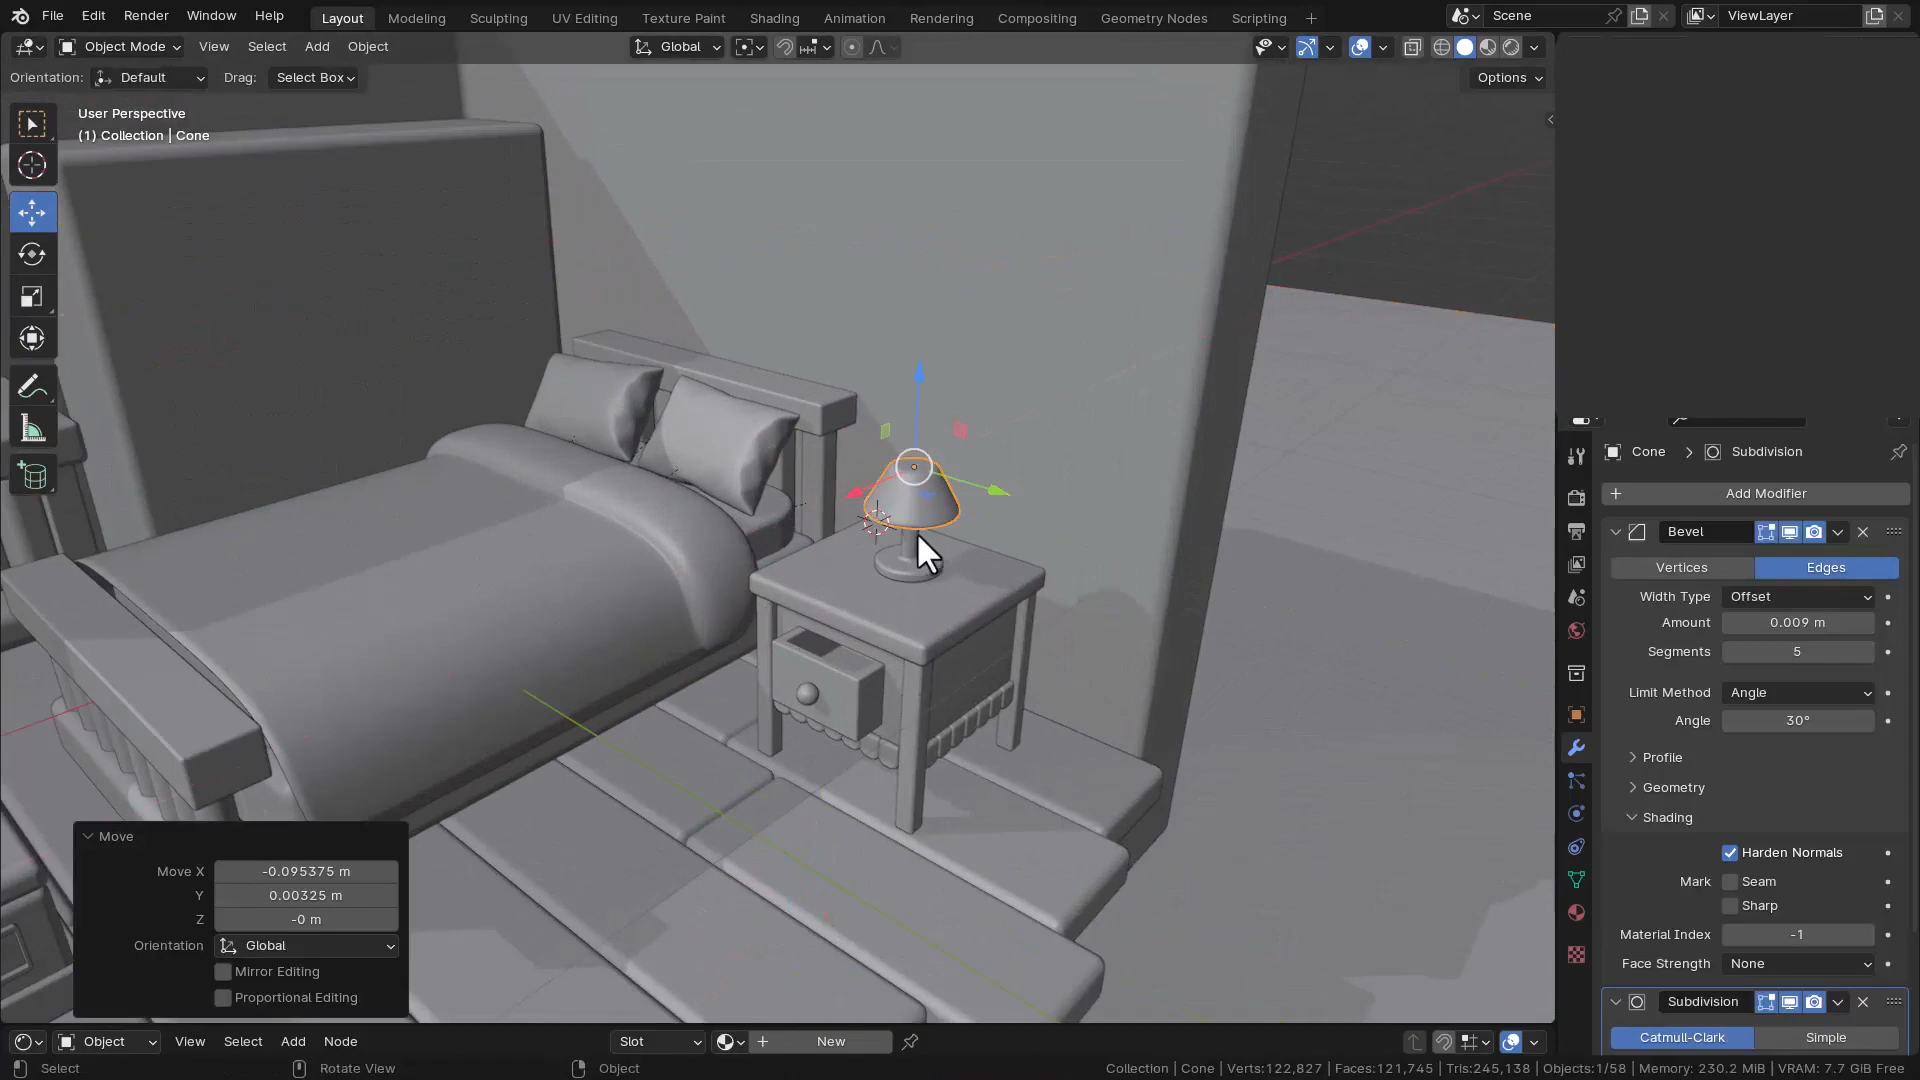 File Edit Render Window Help Layout Modeling Sculpting UV Editing Texture Paint Shading Animation Rendering Compositing Geometry Nodes Scripting + Scene ViewLayer
Object Mode View Select Add Object Global
Orientation: Default Drag: Select Box Options
User Perspective
(1) Collection | Cone
Cone > Subdivision
+ Add Modifier
Bevel
Vertices Edges
Width Type Offset
Amount 0.009 m
Segments 5
Limit Method Angle
Angle 30°
Profile
Geometry
Shading
Harden Normals
Mark Seam
Sharp
Material Index -1
Face Strength None
Subdivision
Catmull-Clark Simple
Move
Move X -0.095375 m
Y 0.00325 m
Z -0 m
Orientation Global
Mirror Editing
Proportional Editing
Object View Select Add Node Slot + New
Select Rotate View Object Collection | Cone | Verts:122,827 | Faces:121,745 | Tris:245,138 | Objects:1/58 | Memory: 230.2 MiB | VRAM: 7.7 GiB Free